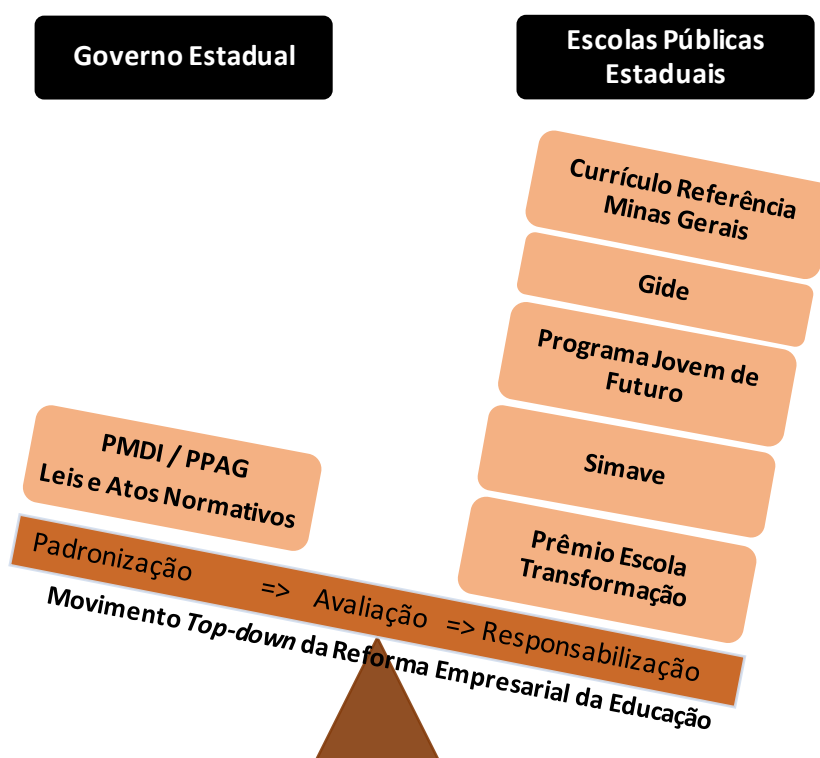 Governo Estadual
Escolas Públicas
Estaduais
Currículo Referência
Minas Gerais
Gide
Programa Jovem de
Futuro
Simave
Prêmio Escola
Transformação
PMDI / PPAG
Leis e Atos Normativos
Padronização => Avaliação => Responsabilização
Movimento Top-down da Reforma Empresarial da Educação